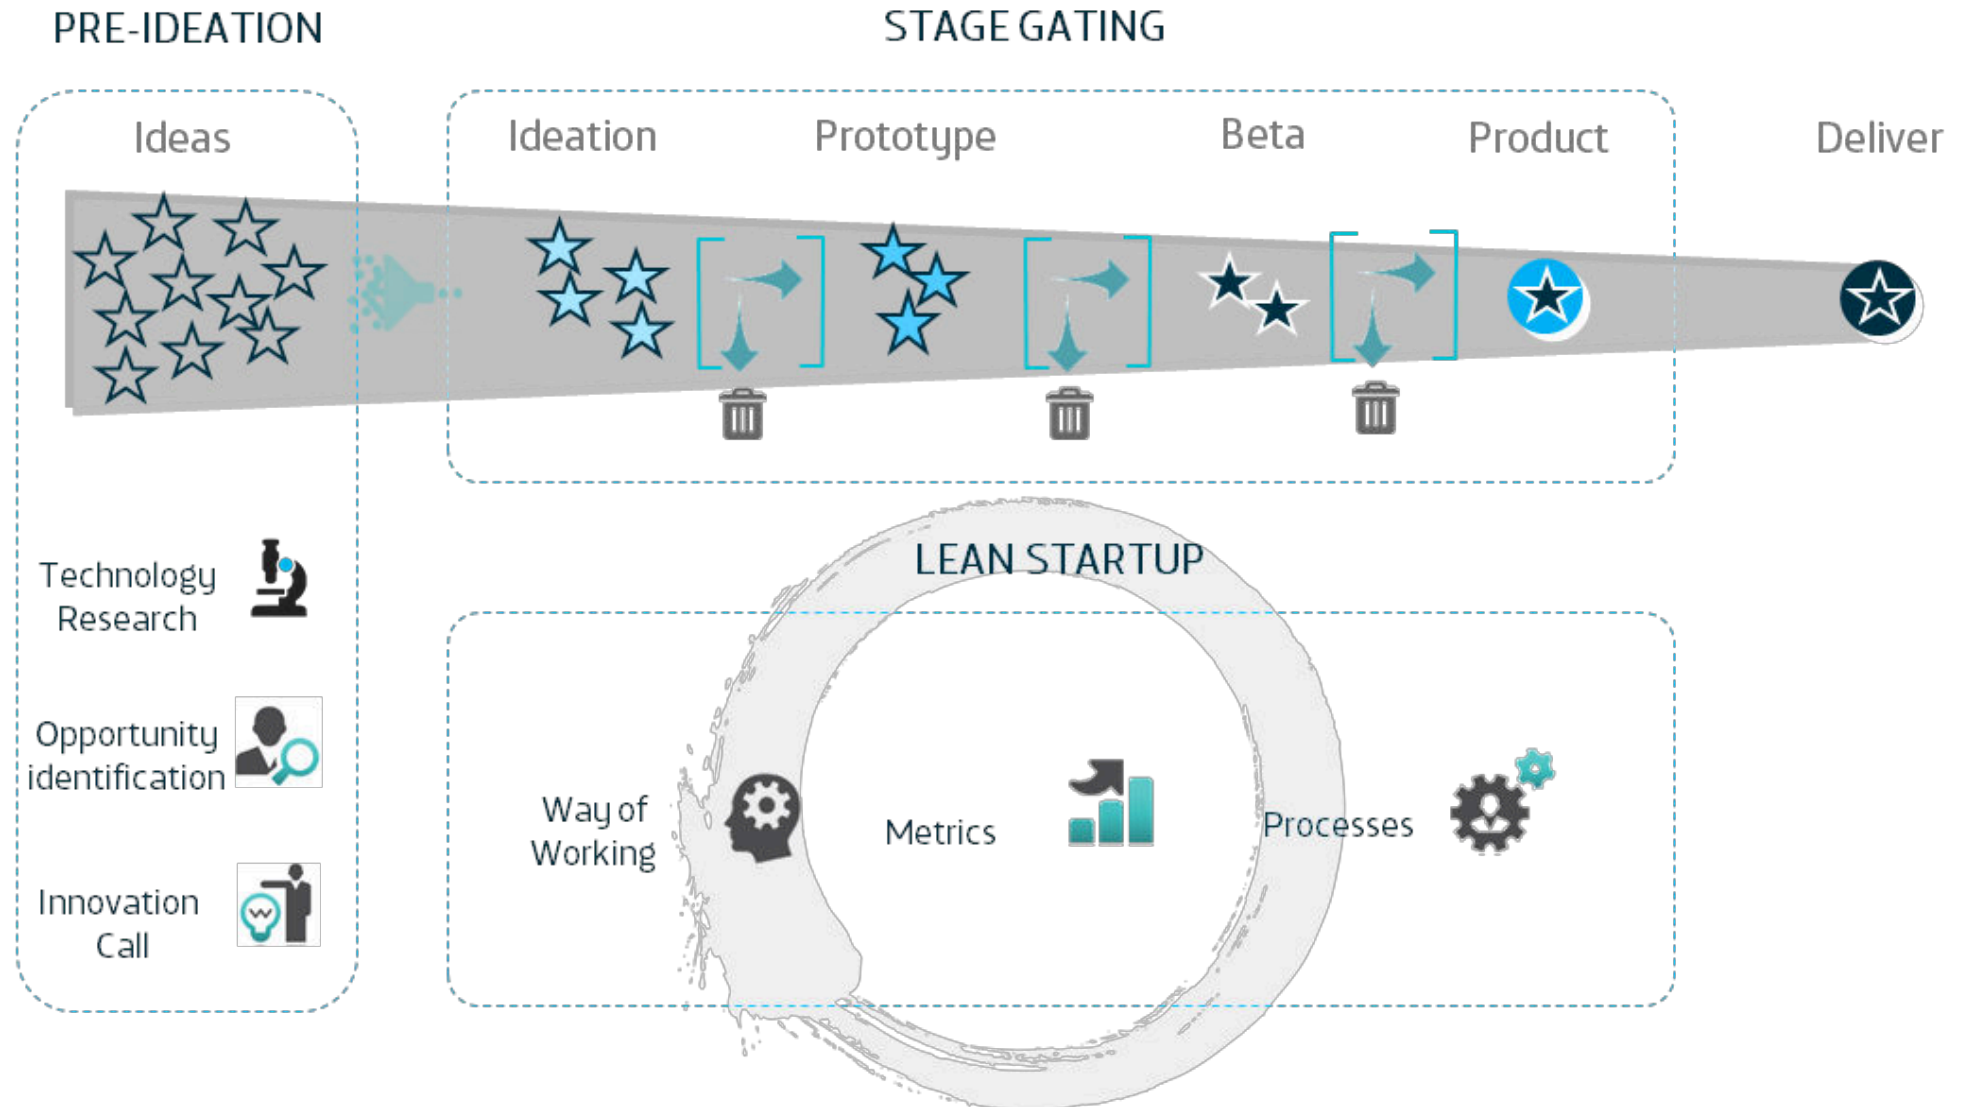 PRE-IDEATION
STAGE GATING
Ideas
Ideation
Prototype
Beta
Product
Deliver
Technology
Research
Opportunity
identification
Innovation
Call
LEAN STARTUP
Way of
Working
Metrics
Processes